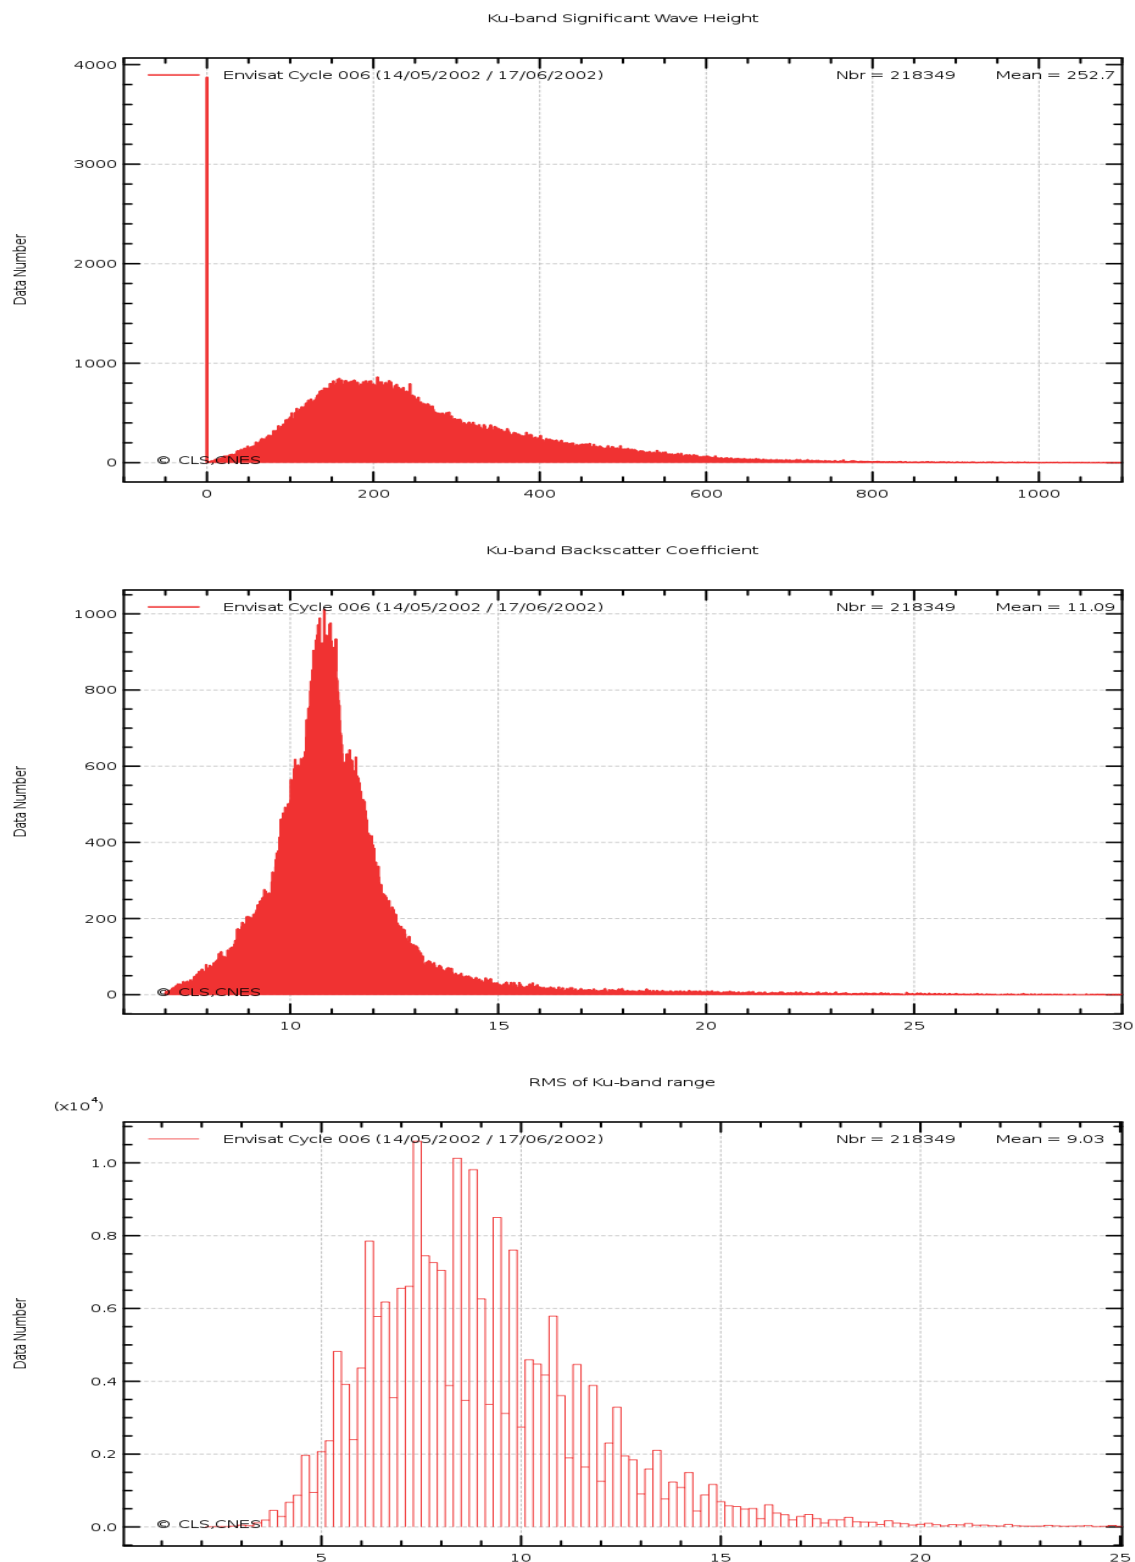 Ku-band Significant Wave Height
Envisat Cycle 006 (14/05/2002 / 17/06/2002) Nbr = 218349 Mean = 252.7
4000
3000
Data Number
2000
1000
0
© CLS,CNES
0 200 400 600 800 1000
Ku-band Backscatter Coefficient
Envisat Cycle 006 (14/05/2002 / 17/06/2002) Nbr = 218349 Mean = 11.09
1000
800
Data Number
600
400
200
0
© CLS,CNES
10 15 20 25 30
RMS of Ku-band range
(x10⁴)
Envisat Cycle 006 (14/05/2002 / 17/06/2002) Nbr = 218349 Mean = 9.03
1.0
0.8
Data Number
0.6
0.4
0.2
0.0
© CLS,CNES
5 10 15 20 25